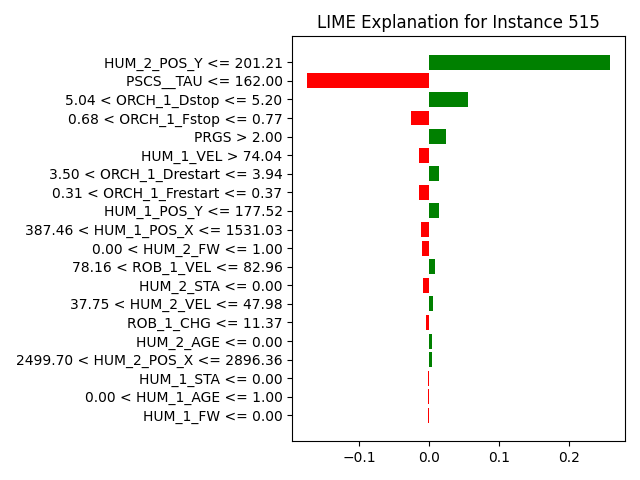 LIME Explanation for Instance 515
HUM_2_POS_Y <= 201.21
PSCS__TAU <= 162.00
5.04 < ORCH_1_Dstop <= 5.20
0.68 < ORCH_1_Fstop <= 0.77
PRGS > 2.00
HUM_1_VEL > 74.04
3.50 < ORCH_1_Drestart <= 3.94
0.31 < ORCH_1_Frestart <= 0.37
HUM_1_POS_Y <= 177.52
387.46 < HUM_1_POS_X <= 1531.03
0.00 < HUM_2_FW <= 1.00
78.16 < ROB_1_VEL <= 82.96
HUM_2_STA <= 0.00
37.75 < HUM_2_VEL <= 47.98
ROB_1_CHG <= 11.37
HUM_2_AGE <= 0.00
2499.70 < HUM_2_POS_X <= 2896.36
HUM_1_STA <= 0.00
0.00 < HUM_1_AGE <= 1.00
HUM_1_FW <= 0.00
−0.1 0.0 0.1 0.2